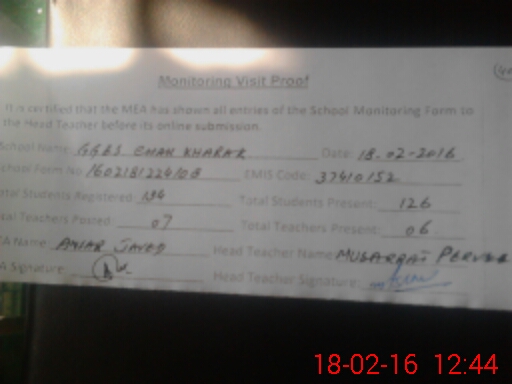 Monitoring Visit Proof
It is certified that the MEA has shown all entries of the School Monitoring Form to
the Head Teacher before its online submission.
School Name: GGES CHAK KHARAK Date: 18.02-2016
School Form No EMIS Code: 37410152
Total Students Registered: Total Students Present: 126
Total Teachers Posted: 07 Total Teachers Present: 06
MEA Name: JAVED Head Teacher Name: MUSARRAT PERVEEN
MEA Signature: Head Teacher Signature:
18-02-16 12:44